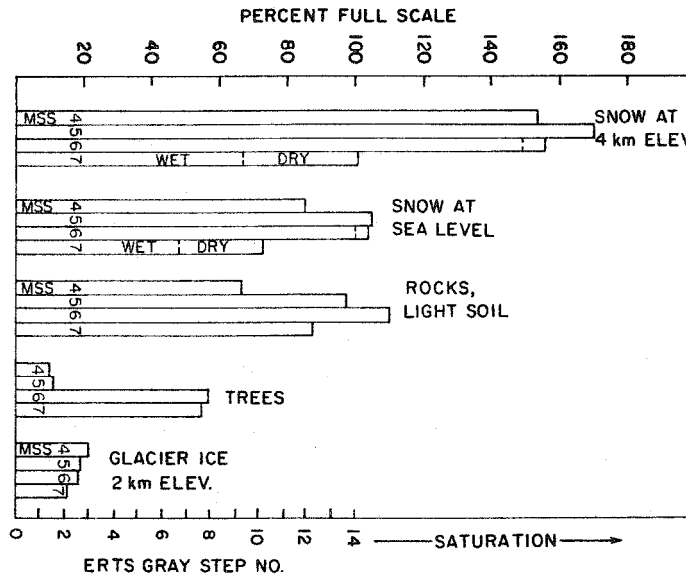 PERCENT FULL SCALE
20 40 60 80 100 120 140 160 180
MSS 4 5 6 7
SNOW AT
4 km ELEV
WET DRY
MSS 4 5 6 7
SNOW AT
SEA LEVEL
WET DRY
MSS 4 5 6 7
ROCKS,
LIGHT SOIL
4 5 6 7
TREES
MSS 4 5 6 7
GLACIER ICE
2 km ELEV.
0 2 4 6 8 10 12 14
SATURATION
ERTS GRAY STEP NO.